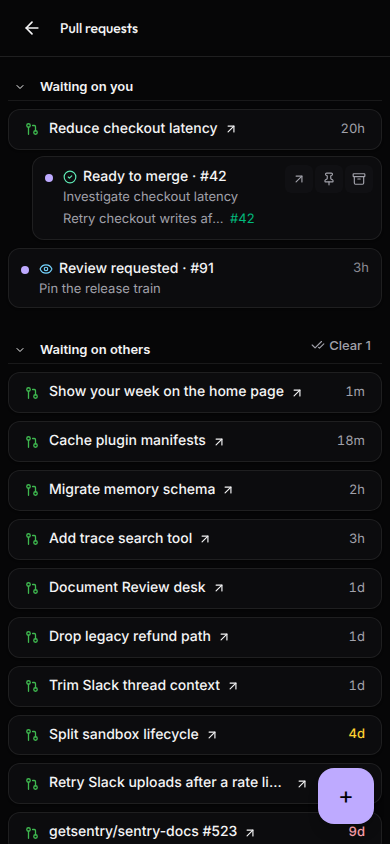 Pull requests
Waiting on you
Reduce checkout latency 20h
Ready to merge · #42
Investigate checkout latency
Retry checkout writes af... #42
Review requested · #91 3h
Pin the release train
Waiting on others Clear 1
Show your week on the home page 1m
Cache plugin manifests 18m
Migrate memory schema 2h
Add trace search tool 3h
Document Review desk 1d
Drop legacy refund path 1d
Trim Slack thread context 1d
Split sandbox lifecycle 4d
Retry Slack uploads after a rate li...
getsentry/sentry-docs #523 9d